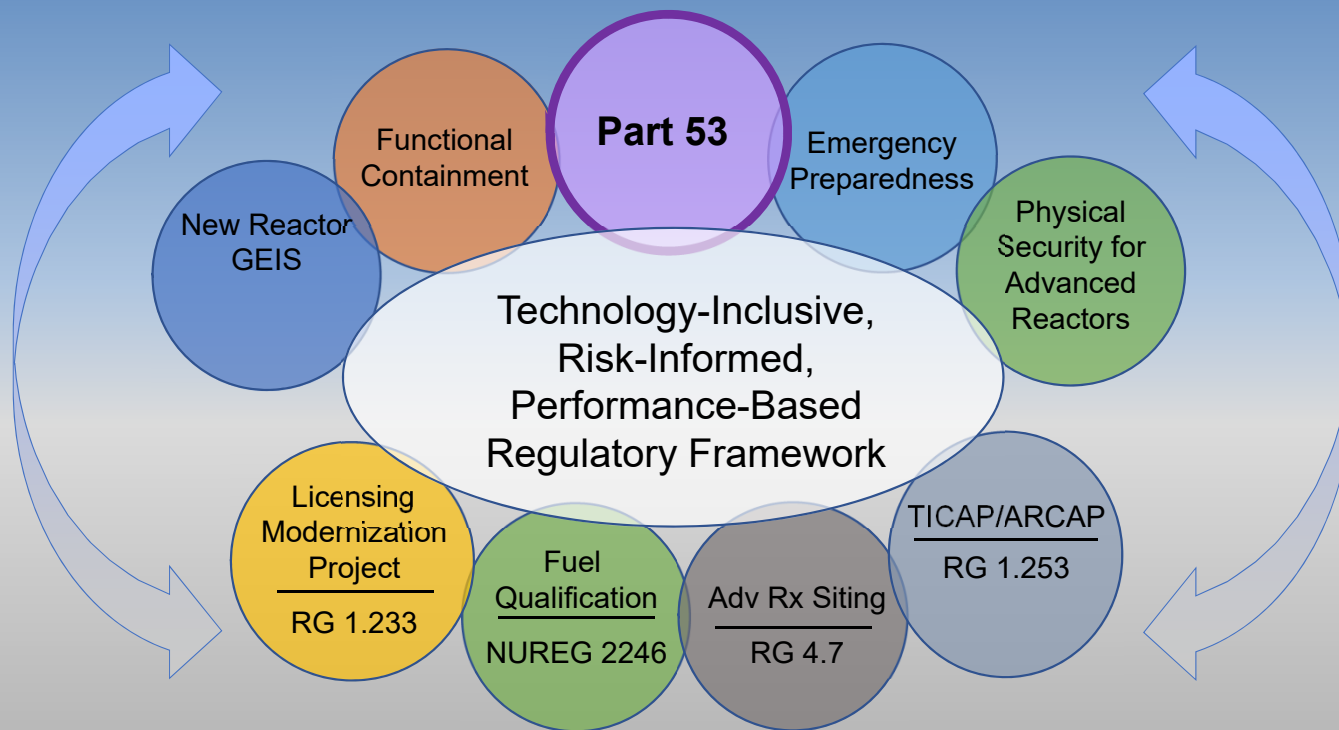 Part 53
Functional
Containment
Emergency
Preparedness
New Reactor
GEIS
Physical
Security for
Advanced
Reactors
Technology-Inclusive,
Risk-Informed,
Performance-Based
Regulatory Framework
Licensing
Modernization
Project
RG 1.233
Fuel
Qualification
NUREG 2246
Adv Rx Siting
RG 4.7
TICAP/ARCAP
RG 1.253